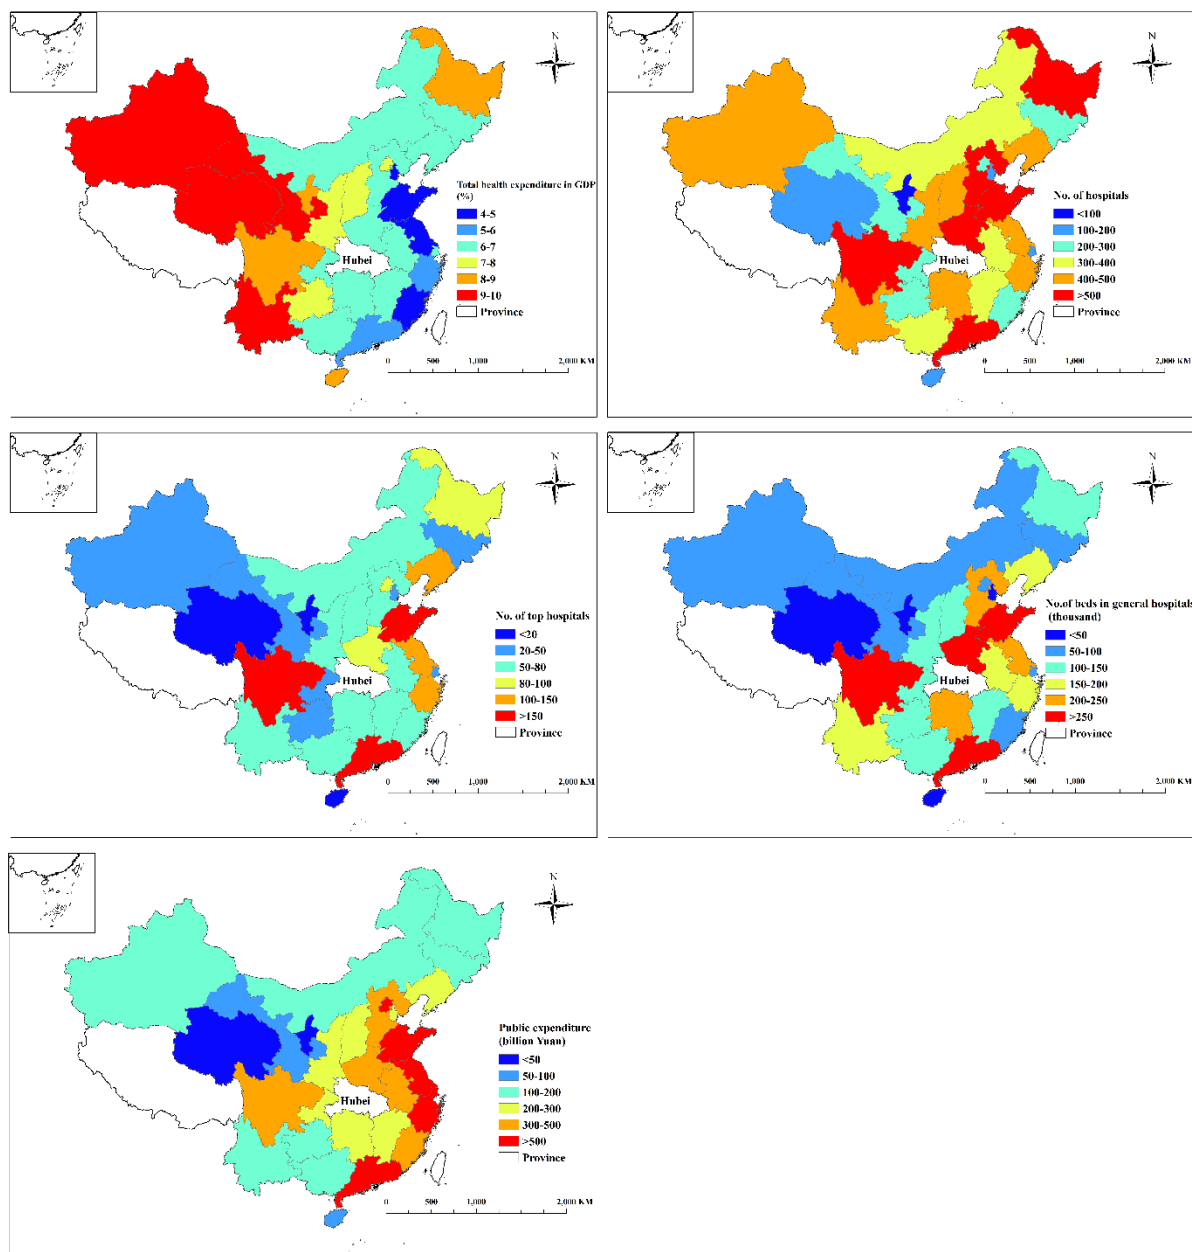 N
Total health expenditure in GDP
(%)
4-5
5-6
6-7
7-8
8-9
9-10
Province
Hubei
0 500 1,000 2,000 KM
N
No. of hospitals
<100
100-200
200-300
300-400
400-500
>500
Province
Hubei
0 500 1,000 2,000 KM
N
No. of top hospitals
<20
20-50
50-80
80-100
100-150
>150
Province
Hubei
0 500 1,000 2,000 KM
N
No.of beds in general hospitals
(thousand)
<50
50-100
100-150
150-200
200-250
>250
Province
Hubei
0 500 1,000 2,000 KM
N
Public expenditure
(billion Yuan)
<50
50-100
100-200
200-300
300-500
>500
Province
Hubei
0 500 1,000 2,000 KM